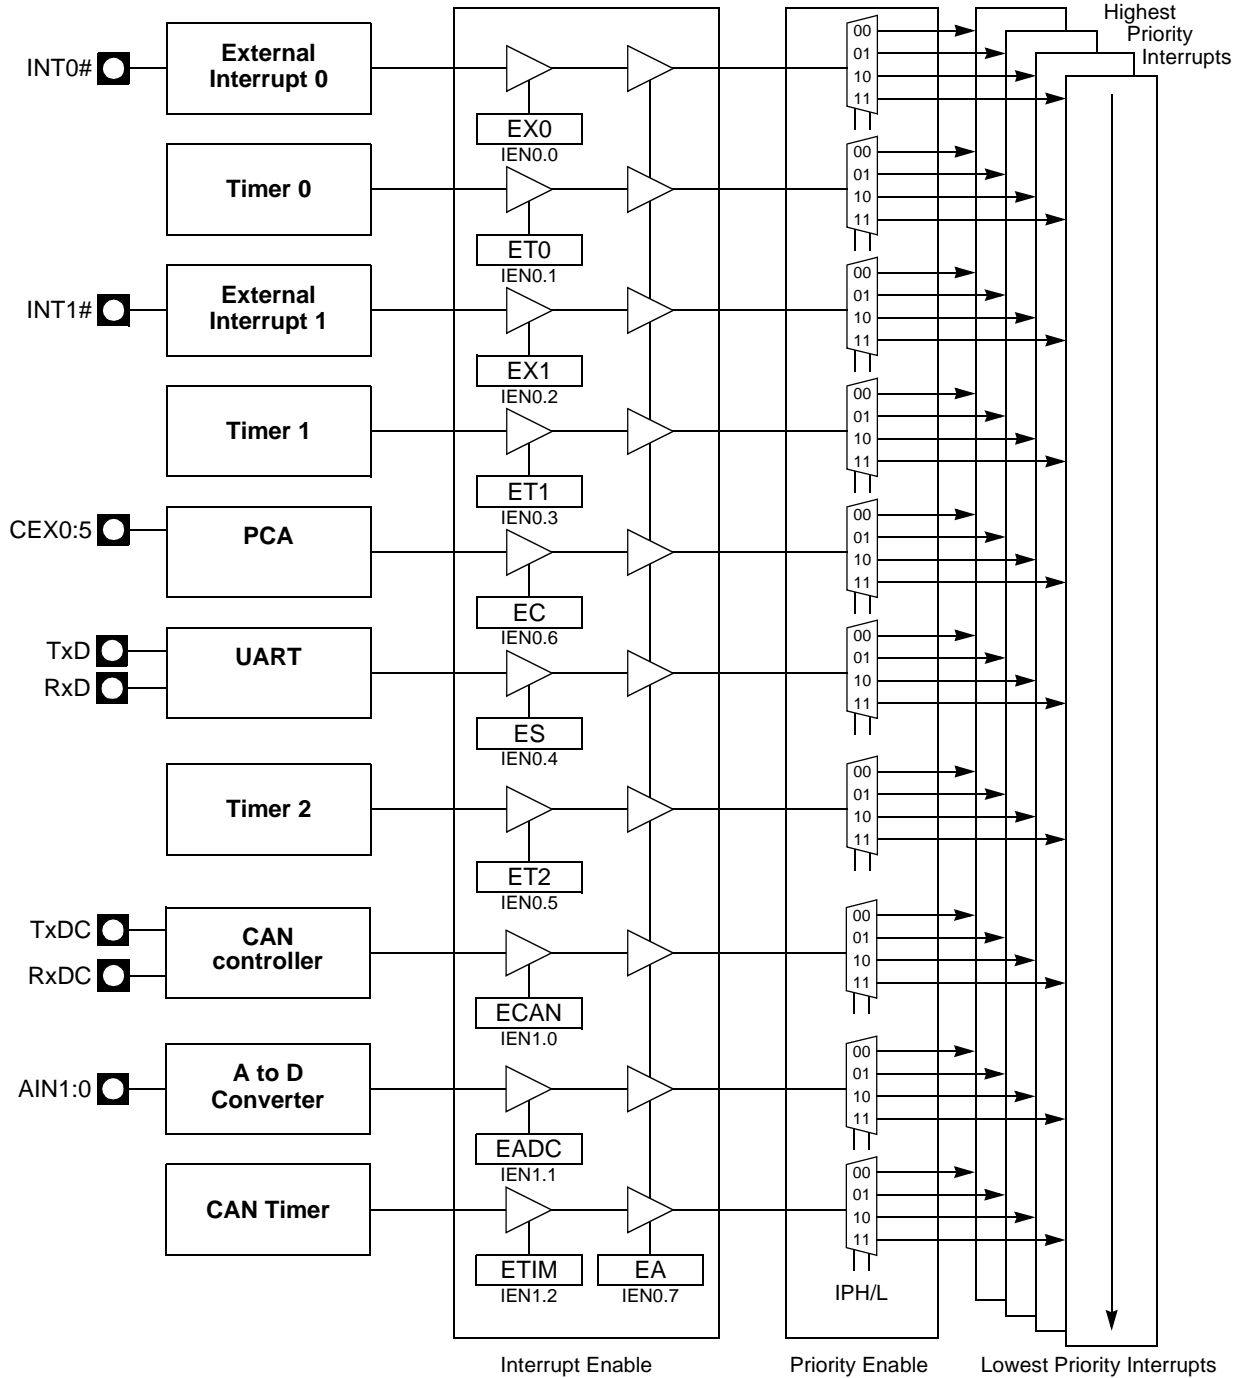 Highest
Priority
Interrupts
INT0#
External
Interrupt 0
EX0
IEN0.0
00
01
10
11
Timer 0
ET0
IEN0.1
00
01
10
11
INT1#
External
Interrupt 1
EX1
IEN0.2
00
01
10
11
Timer 1
ET1
IEN0.3
00
01
10
11
CEX0:5
PCA
EC
IEN0.6
00
01
10
11
TxD
RxD
UART
ES
IEN0.4
00
01
10
11
Timer 2
ET2
IEN0.5
00
01
10
11
TxDC
RxDC
CAN
controller
ECAN
IEN1.0
00
01
10
11
AIN1:0
A to D
Converter
EADC
IEN1.1
00
01
10
11
CAN Timer
ETIM
IEN1.2
EA
IEN0.7
00
01
10
11
IPH/L
Interrupt Enable
Priority Enable
Lowest Priority Interrupts